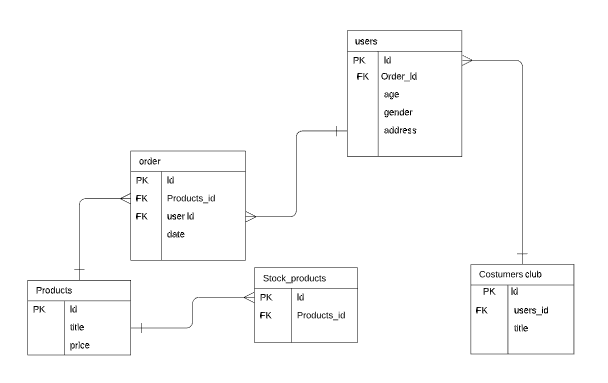 users
PK Id
FK Order_Id
age
gender
address
order
PK Id
FK Products_id
FK user Id
date
Products
PK Id
title
price
Stock_products
PK Id
FK Products_id
Costumers club
PK Id
FK users_id
title